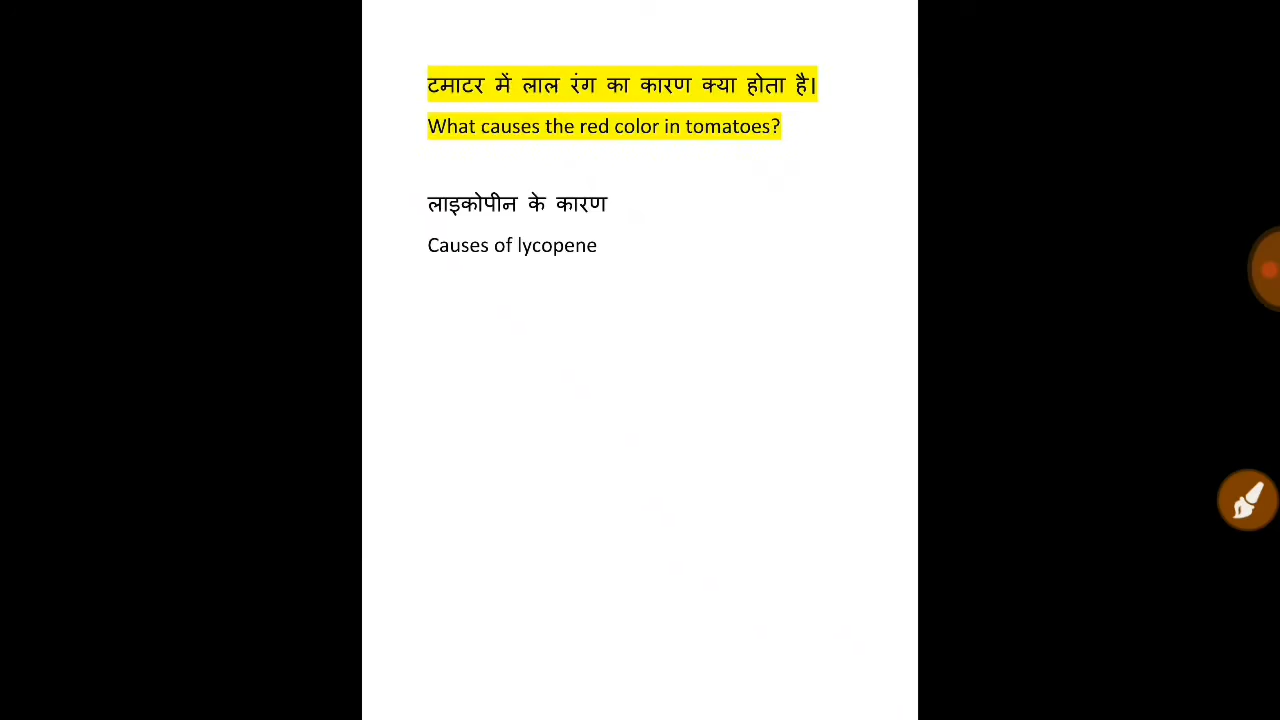 टमाटर में लाल रंग का कारण क्या होता है।
What causes the red color in tomatoes?
लाइकोपीन के कारण
Causes of lycopene